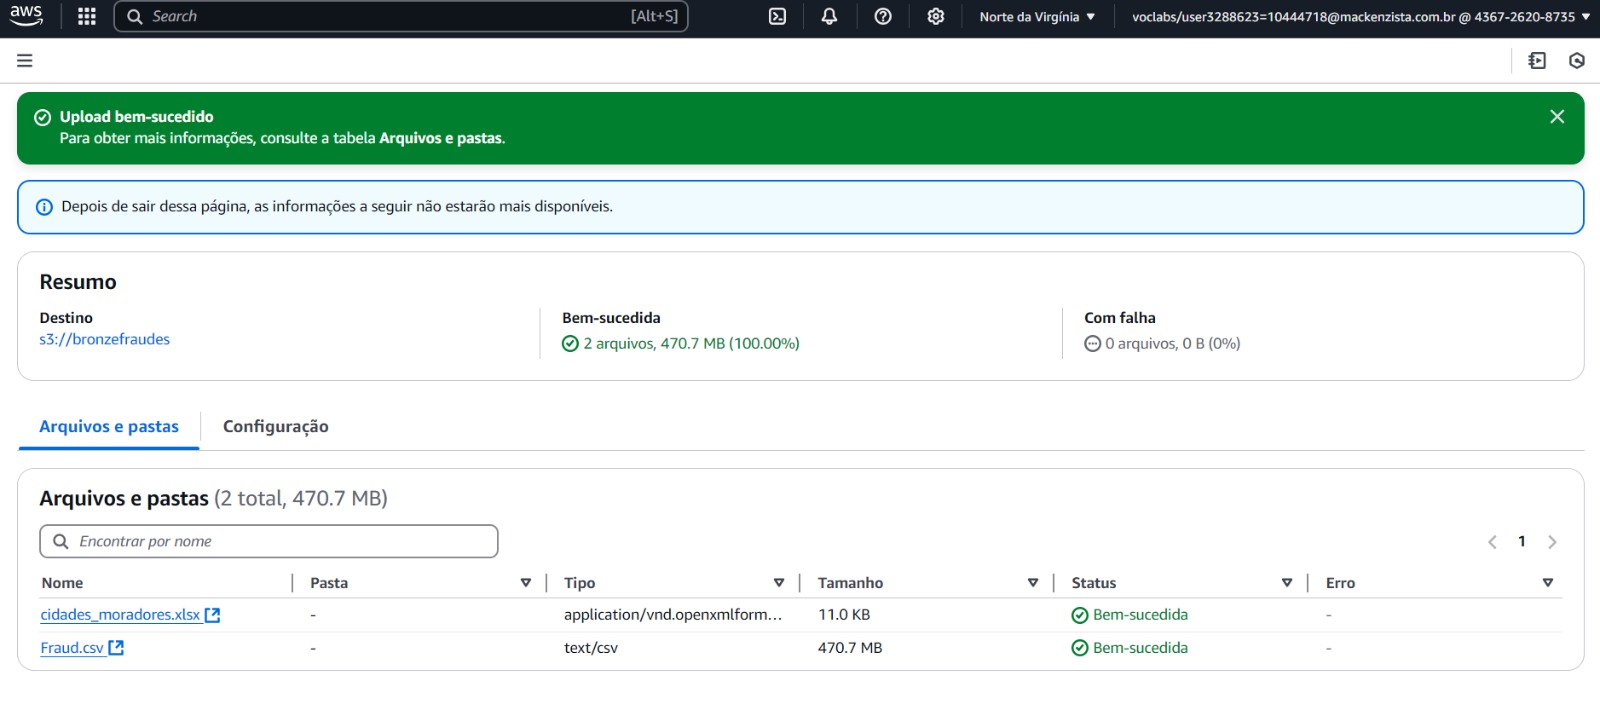 aws
Search [Alt+S]
Norte da Virgínia ▼
voclabs/user3288623=10444718@mackenzista.com.br @ 4367-2620-8735 ▼
Upload bem-sucedido
Para obter mais informações, consulte a tabela Arquivos e pastas.
Depois de sair dessa página, as informações a seguir não estarão mais disponíveis.
Resumo
Destino
s3://bronzefraudes
Bem-sucedida
2 arquivos, 470.7 MB (100.00%)
Com falha
0 arquivos, 0 B (0%)
Arquivos e pastas
Configuração
Arquivos e pastas (2 total, 470.7 MB)
Encontrar por nome
1
Nome Pasta Tipo Tamanho Status Erro
cidades_moradores.xlsx - application/vnd.openxmlform... 11.0 KB Bem-sucedida -
Fraud.csv - text/csv 470.7 MB Bem-sucedida -